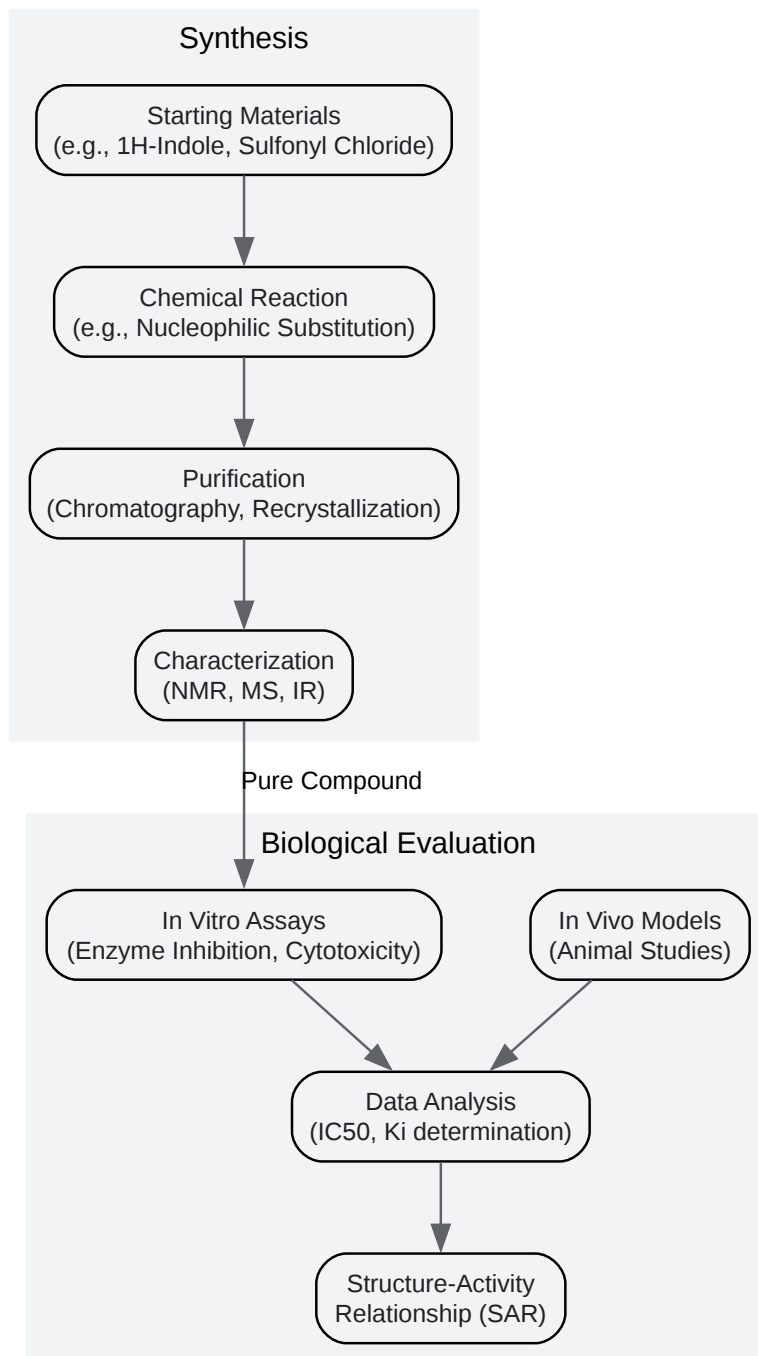 Synthesis
Starting Materials
(e.g., 1H-Indole, Sulfonyl Chloride)
Chemical Reaction
(e.g., Nucleophilic Substitution)
Purification
(Chromatography, Recrystallization)
Characterization
(NMR, MS, IR)
Pure Compound
Biological Evaluation
In Vitro Assays
(Enzyme Inhibition, Cytotoxicity)
In Vivo Models
(Animal Studies)
Data Analysis
(IC50, Ki determination)
Structure-Activity
Relationship (SAR)